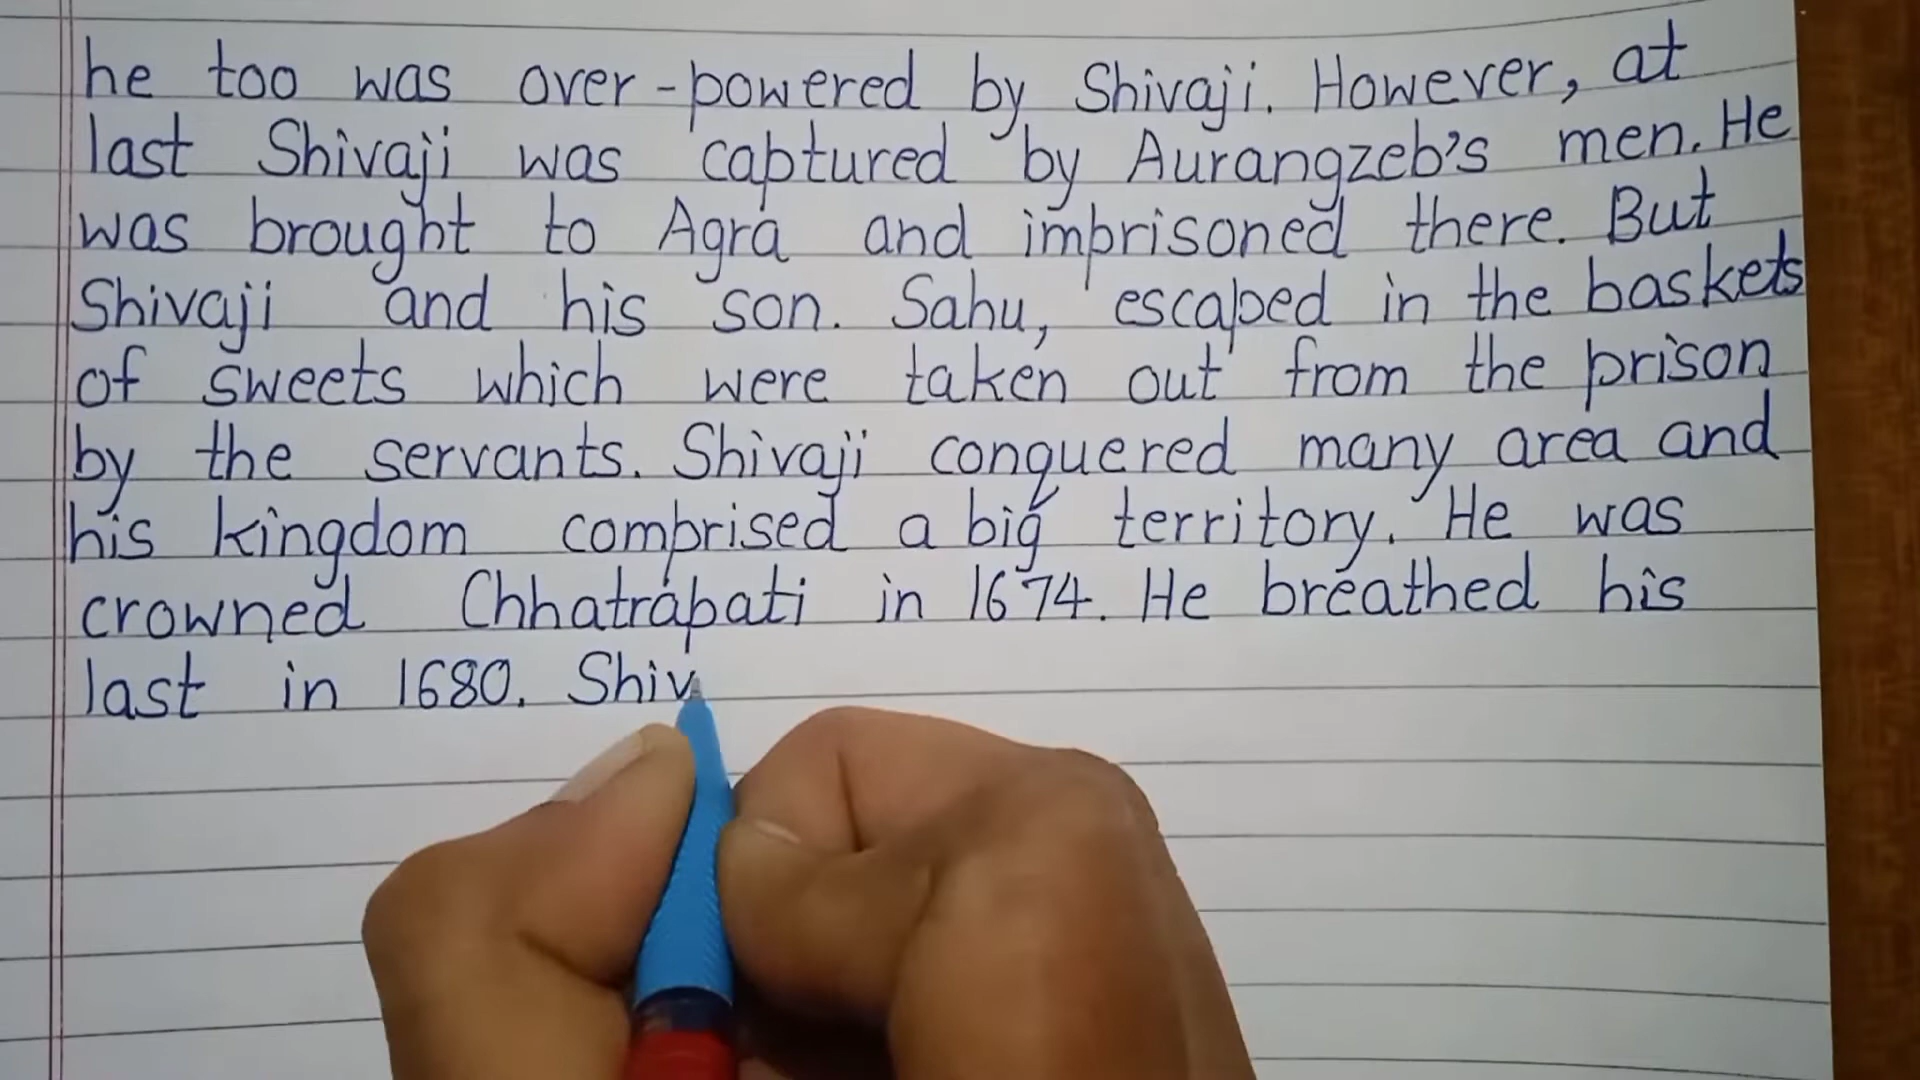 he too was over-powered by Shivaji. However, at
last Shivaji was captured by Aurangzeb's men. He
was brought to Agra and imprisoned there. But
Shivaji and his son. Sahu, escaped in the baskets
of sweets which were taken out from the prison
by the servants. Shivaji conquered many area and
his kingdom comprised a big territory. He was
crowned Chhatrapati in 1674. He breathed his
last in 1680. Shiv